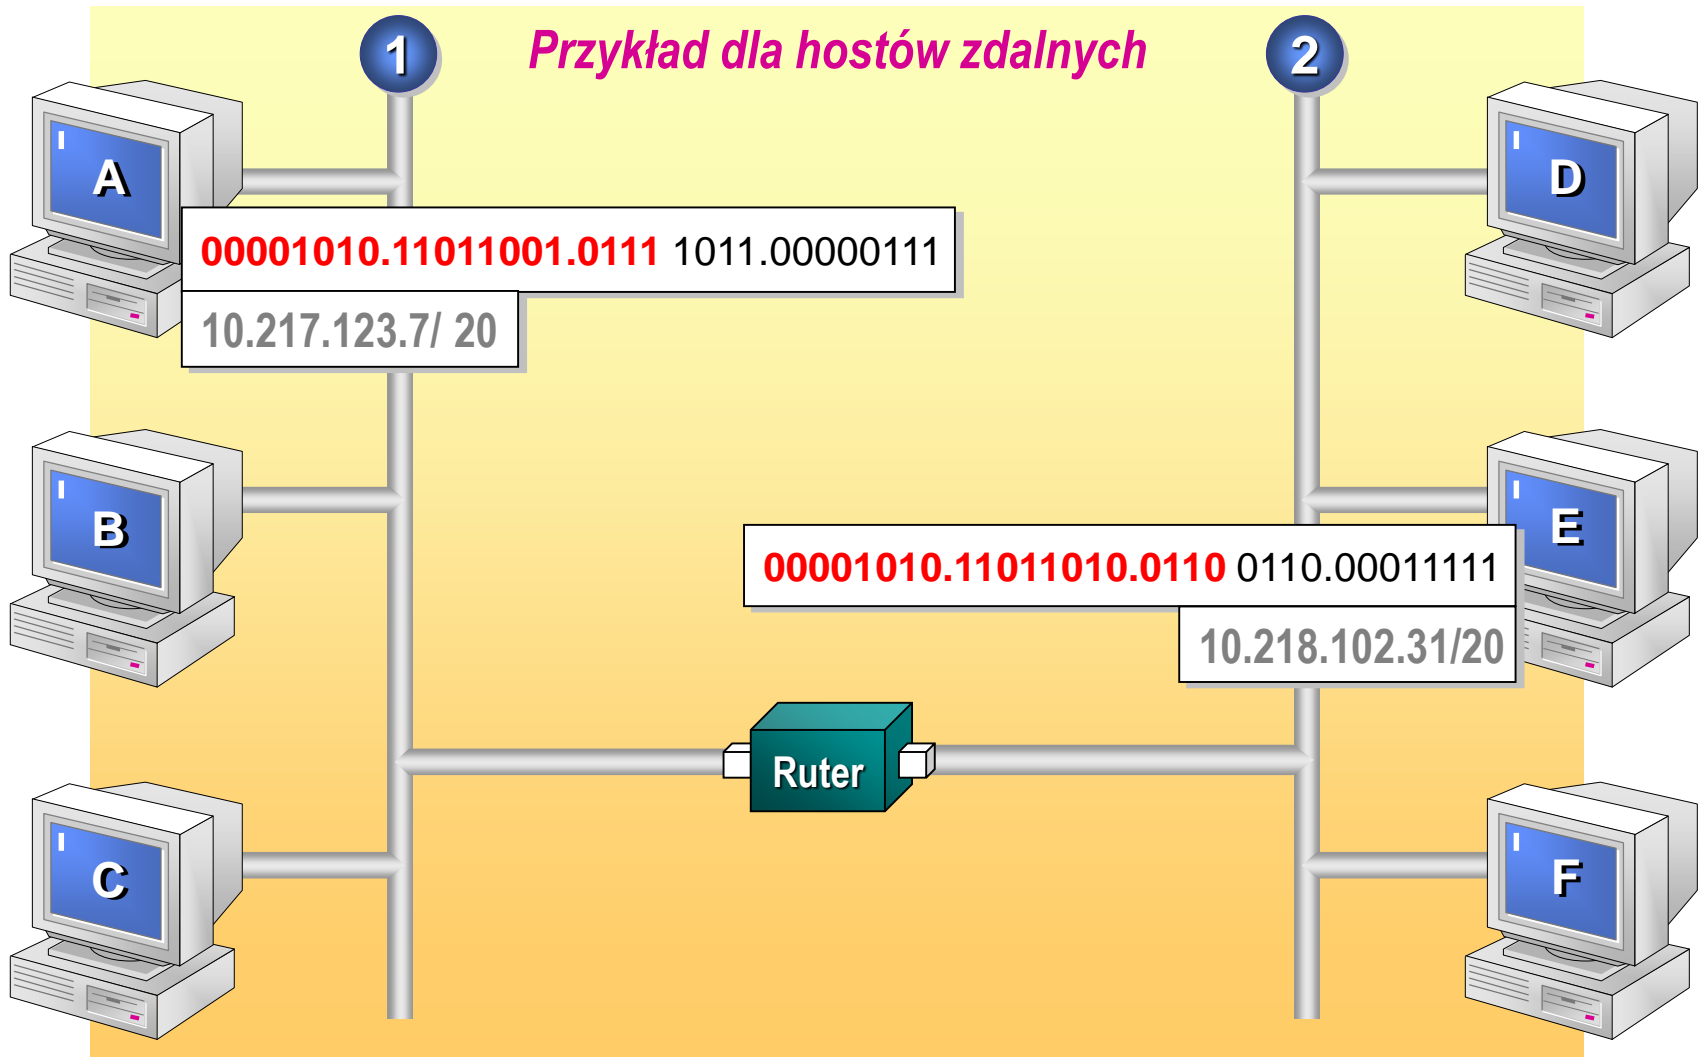 1
Przykład dla hostów zdalnych
2
A
D
00001010.11011001.0111 1011.00000111
10.217.123.7/ 20
B
E
00001010.11011010.0110 0110.00011111
10.218.102.31/20
Ruter
C
F